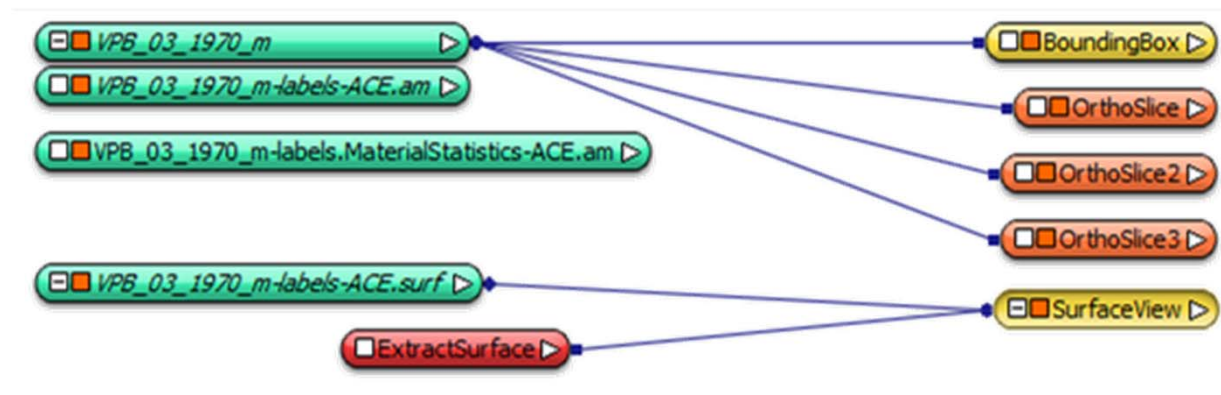 VPB_03_1970_m
BoundingBox
VPB_03_1970_m-labels-ACE.am
OrthoSlice
VPB_03_1970_m-labels.MaterialStatistics-ACE.am
OrthoSlice2
OrthoSlice3
VPB_03_1970_m-labels-ACE.surf
SurfaceView
ExtractSurface